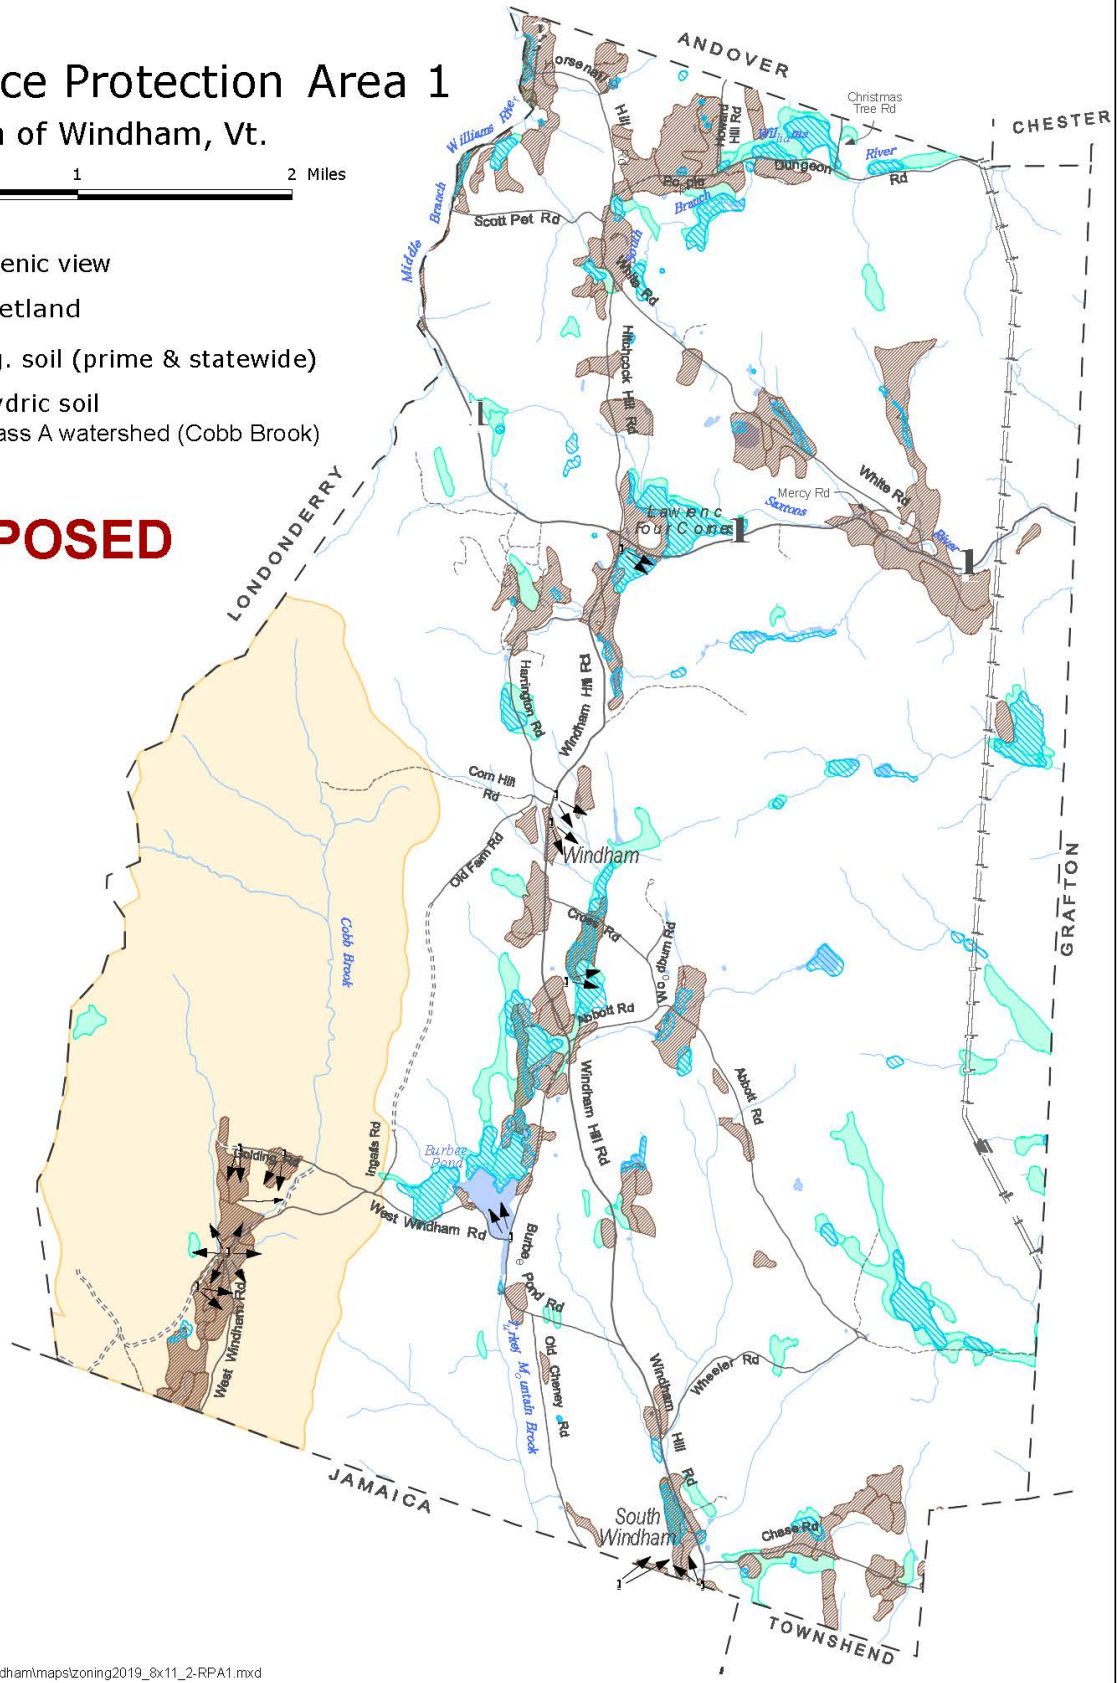 ce Protection Area 1
of Windham, Vt.
1 2 Miles
enic view
etland
. soil (prime & statewide)
ydric soil
ass A watershed (Cobb Brook)
POSED
ANDOVER
CHESTER
Christmas
Tree Rd
Howard
Hill Rd
Hill
Rd
Williams River
Williams
River
Dungeon
Rd
Branch
Scott Pet Rd
Branch
Middle
South
White Rd
Hitchcock Hill Rd
LONDONDERRY
White Rd
Mercy Rd
Saxtons
River
Four Corners
Harrington Rd
Windham Hill Rd
Corn Hill
Rd
Old Farm Rd
Windham
Cross Rd
Woodburn Rd
Abbott Rd
Cobb Brook
GRAFTON
Windham Hill Rd
Abbott Rd
Ingalls Rd
Burbee
Pond
Golding Rd
West Windham Rd
Burbee Pond Rd
West Windham Rd
Turkey Mountain Brook
Old Cheney Rd
Windham
Hill
Rd
Wheeler Rd
JAMAICA
South
Windham
Chase Rd
TOWNSHEND
dham\maps\zoning2019_8x11_2-RPA1.mxd